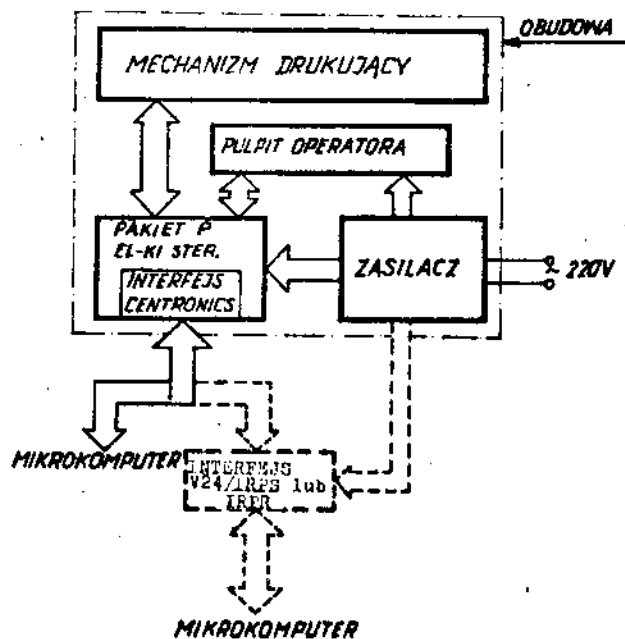 OBUDOWA
MECHANIZM DRUKUJĄCY
PULPIT OPERATORA
PAKIET P
EL-KI STER.
INTERFEJS
CENTRONICS
ZASILACZ
~ 220V
MIKROKOMPUTER
INTERFEJS
V24/IRPS lub
IRPR
MIKROKOMPUTER